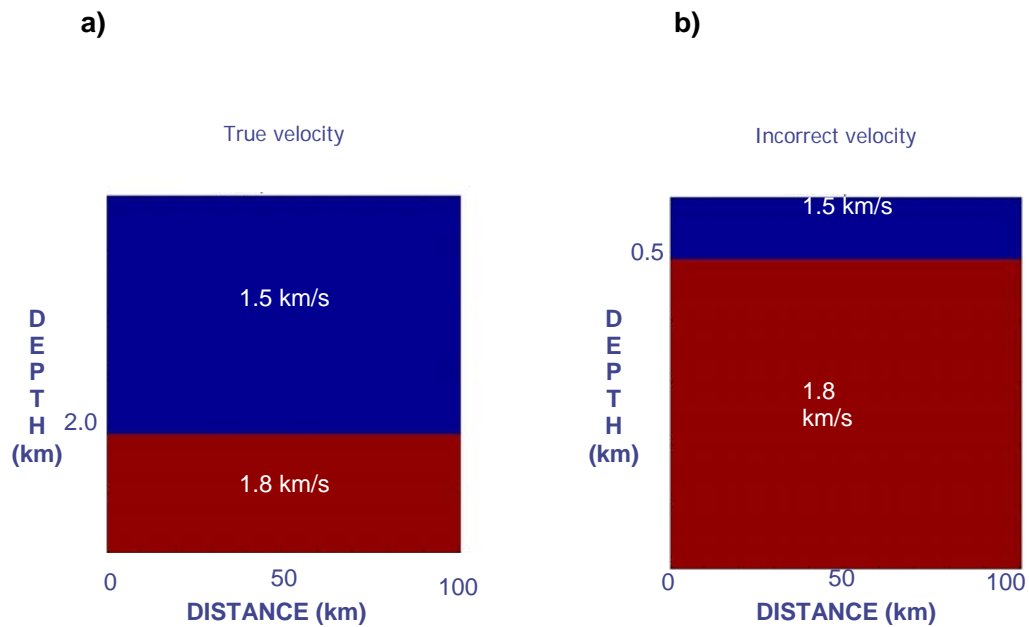 a)
True velocity
1.5 km/s
D
E
P
T
H
(km)
2.0
1.8 km/s
0
50
100
DISTANCE (km)
b)
Incorrect velocity
1.5 km/s
0.5
D
E
P
T
H
(km)
1.8
km/s
0
50
100
DISTANCE (km)